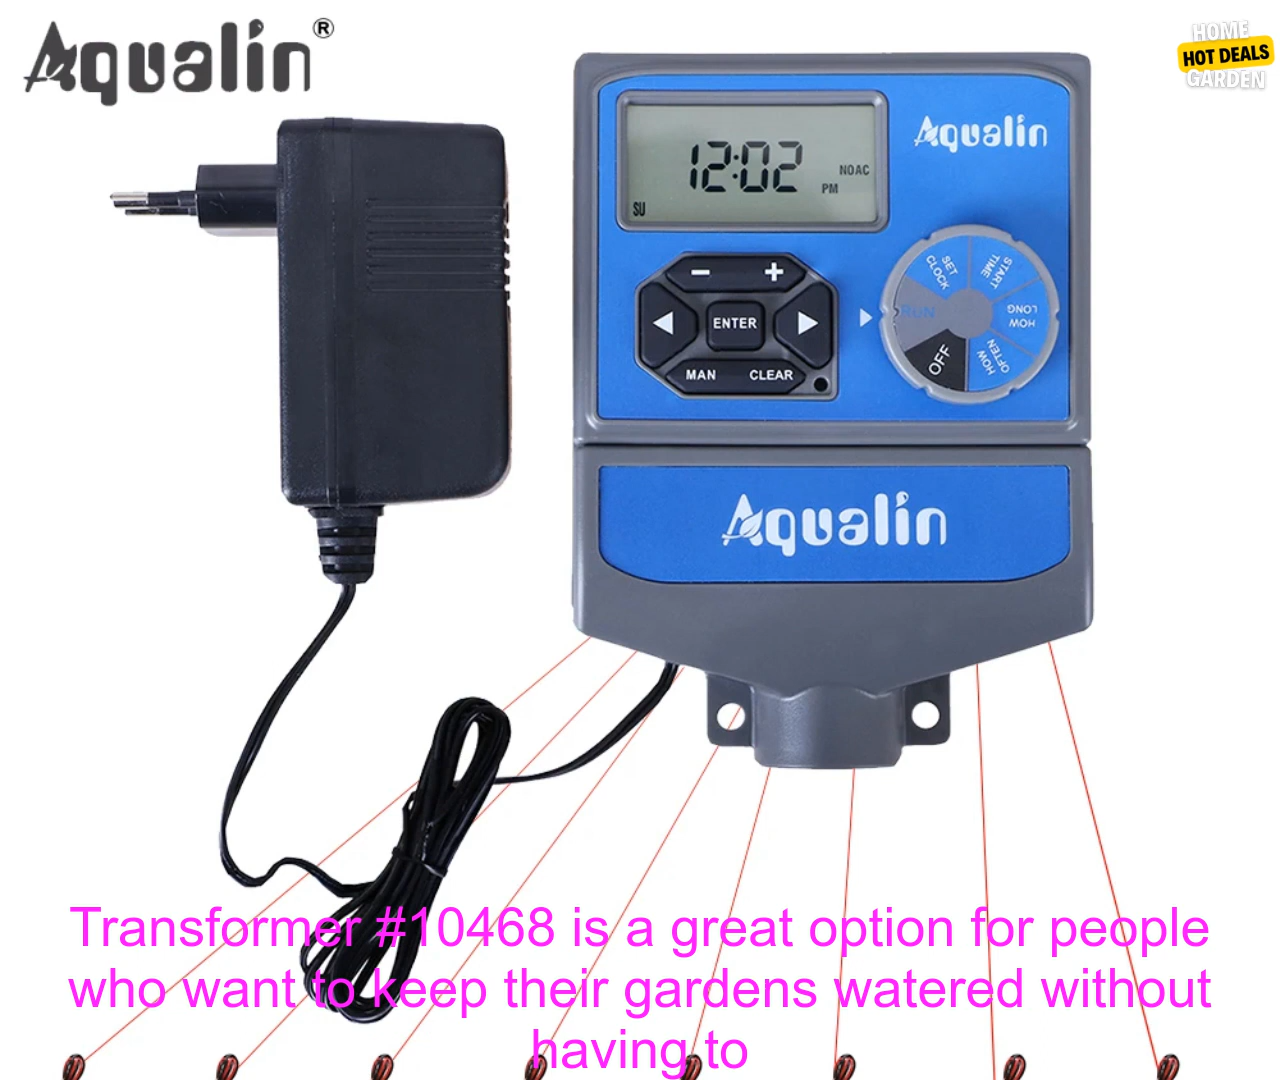 Aqualin®
HOME
HOT DEALS
GARDEN
Aqualin
12:02
NOAC
PM
SU
- +
ENTER
MAN CLEAR
SET CLOCK
START TIME
HOW LONG
HOW OFTEN
OFF
RUN
Aqualin
Transformer #10468 is a great option for people
who want to keep their gardens watered without
having to